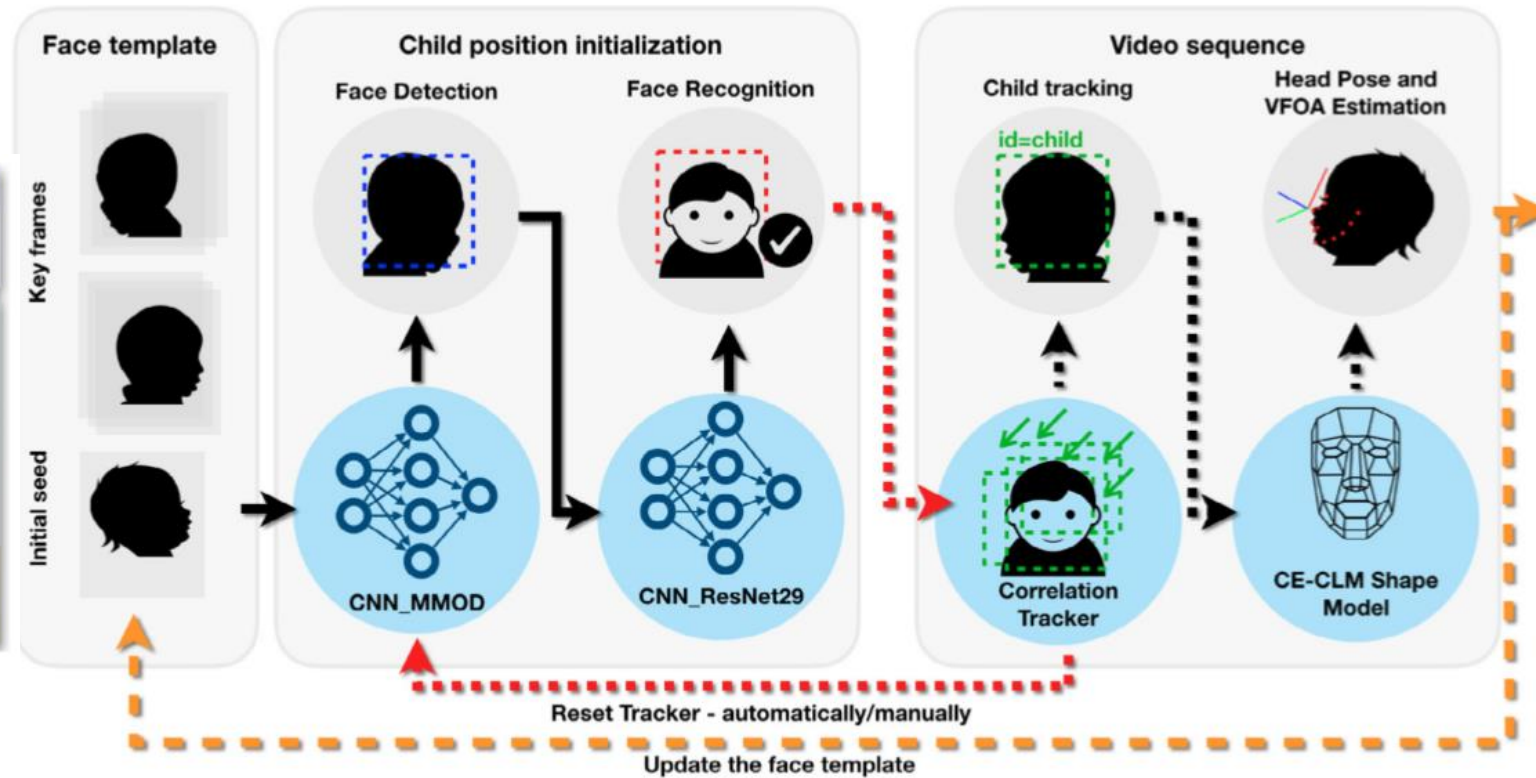 Face template
Key frames
Initial seed
Child position initialization
Face Detection
Face Recognition
CNN_MMOD
CNN_ResNet29
Video sequence
Child tracking
id=child
Head Pose and
VFOA Estimation
Correlation
Tracker
CE-CLM Shape
Model
Reset Tracker - automatically/manually
Update the face template